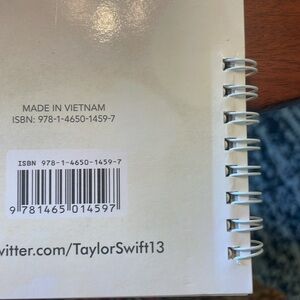 MADE IN VIETNAM
ISBN: 978-1-4650-1459-7
ISBN 978-1-4650-1459-7
9 781465 014597
witter.com/TaylorSwift13